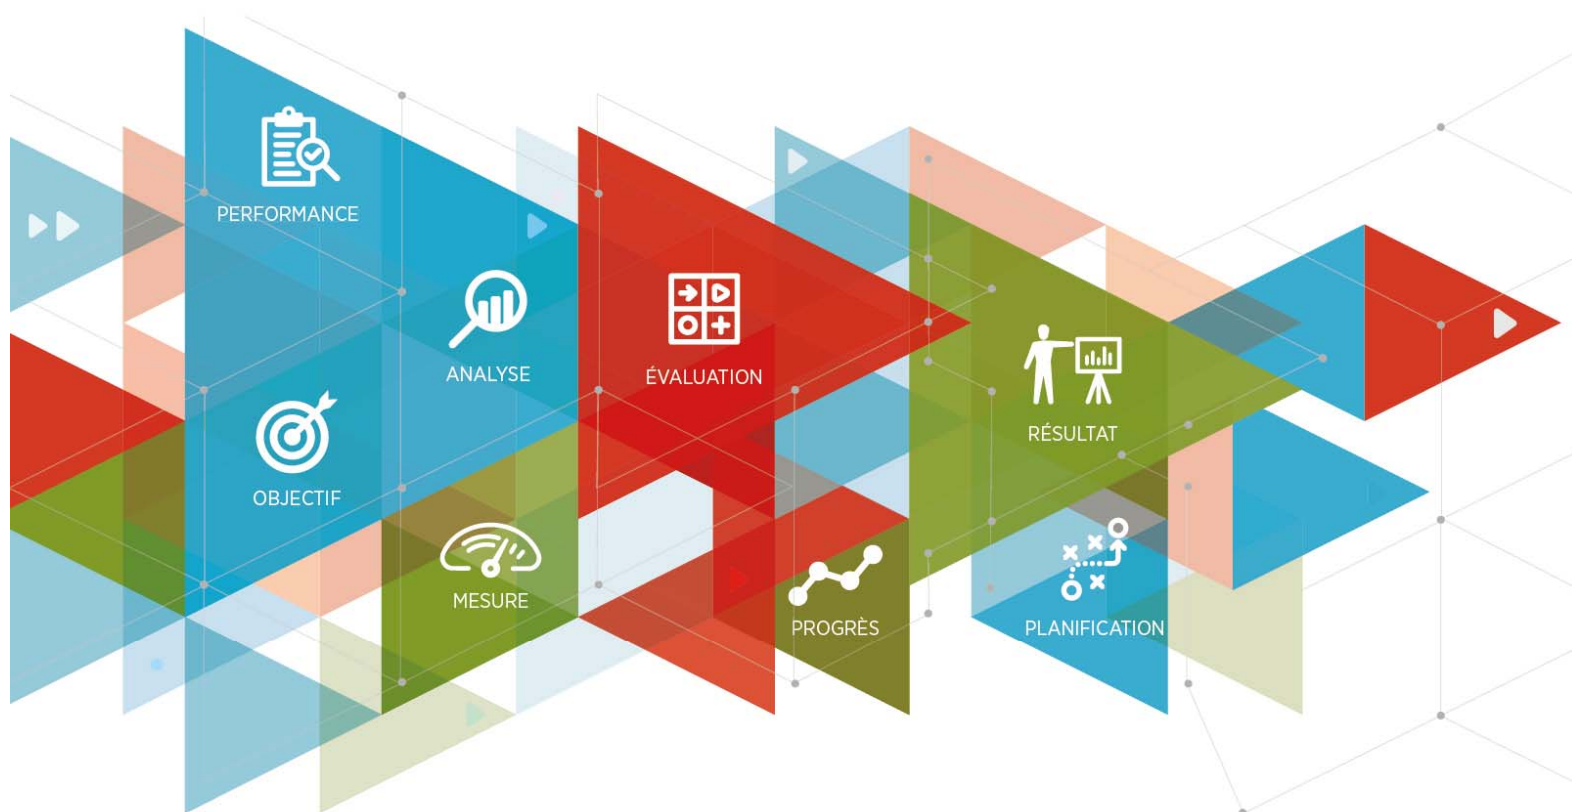 PERFORMANCE
ANALYSE
ÉVALUATION
RÉSULTAT
OBJECTIF
MESURE
PROGRÈS
PLANIFICATION